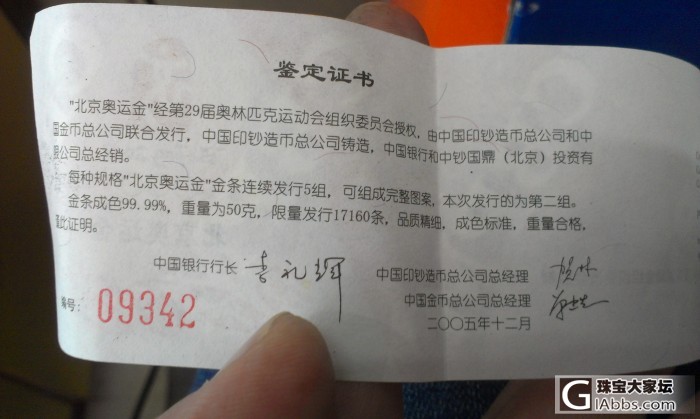 鉴定证书
"北京奥运金"经第29届奥林匹克运动会组织委员会授权，由中国印钞造币总公司和中
国金币总公司联合发行，中国印钞造币总公司铸造，中国银行和中钞国鼎（北京）投资有
限公司总经销。
每种规格"北京奥运金"金条连续发行5组，可组成完整图案，本次发行的为第二组。
金条成色99.99%，重量为50克，限量发行17160条，品质精细，成色标准，重量合格，
此证明。
中国银行行长 李礼辉
中国印钞造币总公司总经理
中国金币总公司总经理
二〇〇五年十二月
编号：09342
珠宝大家坛
GIAbbs.com